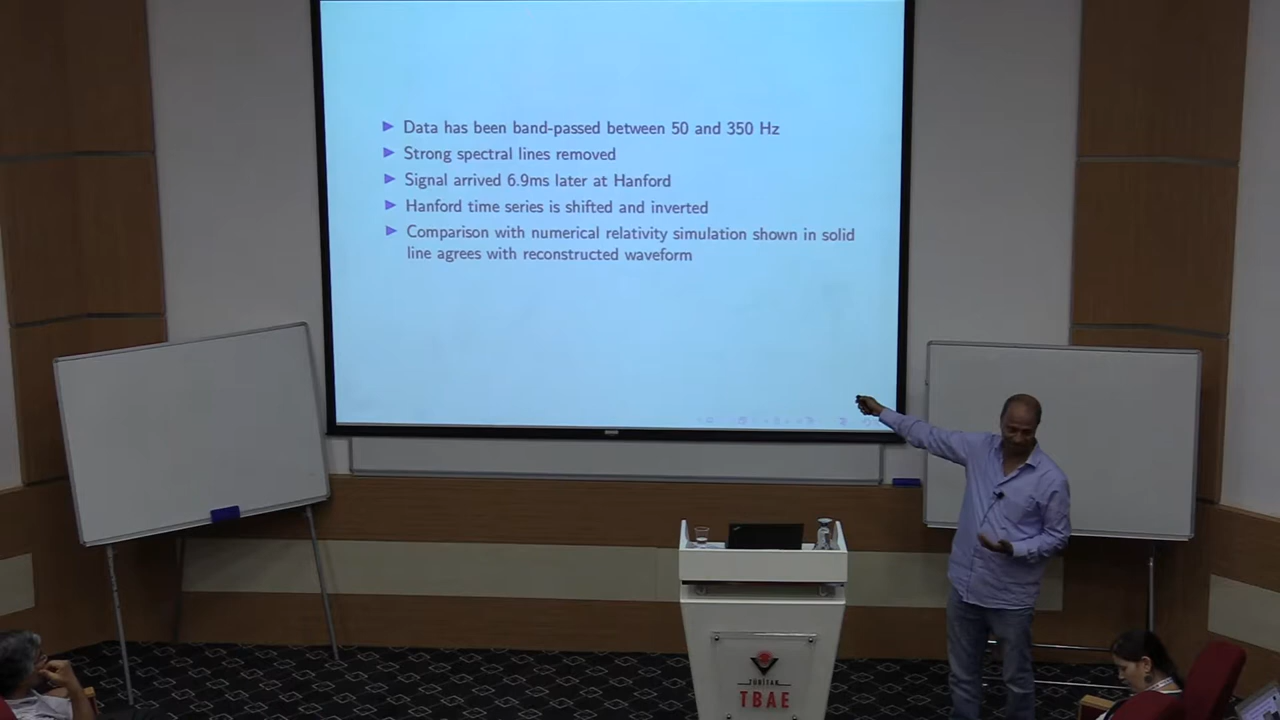 Data has been band-passed between 50 and 350 Hz
Strong spectral lines removed
Signal arrived 6.9ms later at Hanford
Hanford time series is shifted and inverted
Comparison with numerical relativity simulation shown in solid
line agrees with reconstructed waveform
TÜBİTAK
TBAE